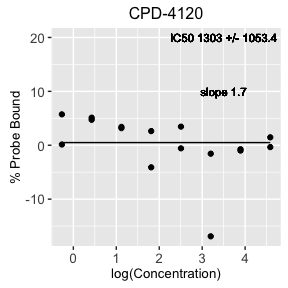 CPD-4120
IC50 1303 +/- 1053.4
slope 1.7
% Probe Bound
20
10
0
-10
0
1
2
3
4
log(Concentration)